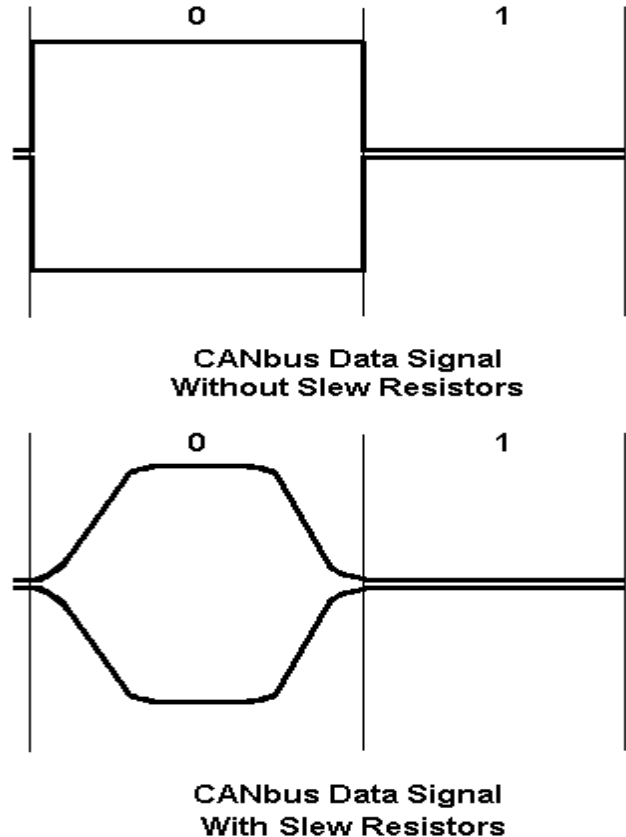 0 1
CANbus Data Signal
Without Slew Resistors
0 1
CANbus Data Signal
With Slew Resistors